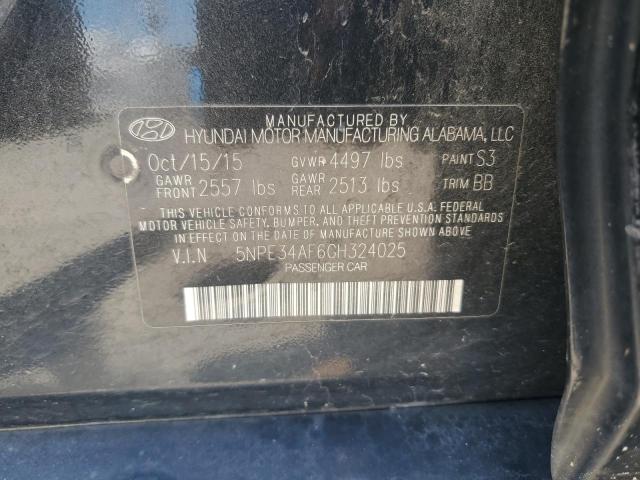 MANUFACTURED BY
HYUNDAI MOTOR MANUFACTURING ALABAMA, LLC
Oct/15/15 GVWR 4497 lbs PAINT S3
GAWR FRONT 2557 lbs GAWR REAR 2513 lbs TRIM BB
THIS VEHICLE CONFORMS TO ALL APPLICABLE U.S.A. FEDERAL
MOTOR VEHICLE SAFETY, BUMPER, AND THEFT PREVENTION
STANDARDS IN EFFECT ON THE DATE OF MANUFACTURE SHOWN ABOVE.
V.I.N 5NPE34AF6GH324025
PASSENGER CAR